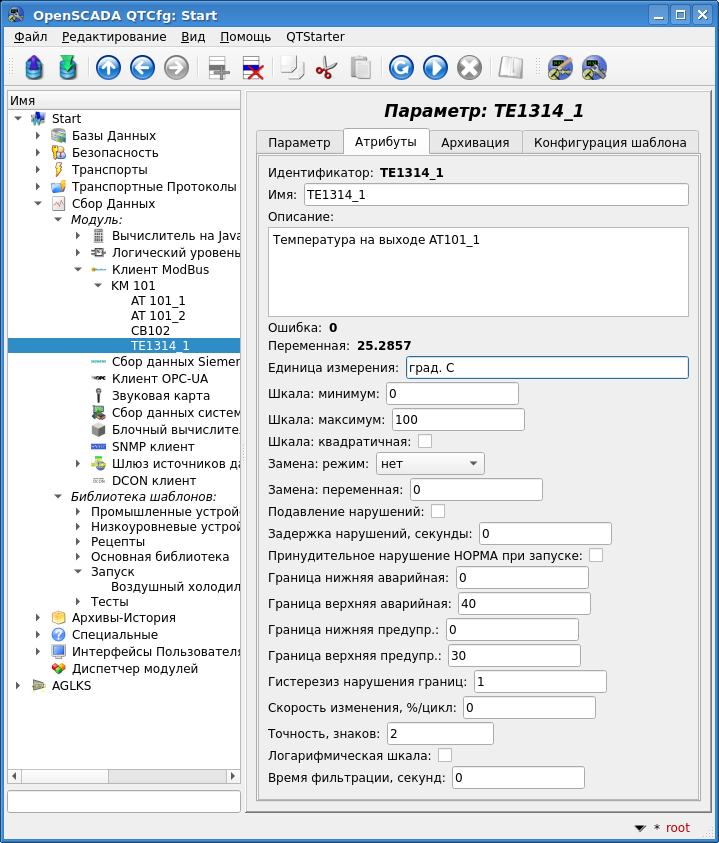 OpenSCADA QTCfg: Start
Файл Редактирование Вид Помощь QTStarter
Имя
Start
Базы Данных
Безопасность
Транспорты
Транспортные Протоколы
Сбор Данных
Модуль:
Вычислитель на Java
Логический уровень
Клиент ModBus
KM 101
AT 101_1
AT 101_2
CB102
TE1314_1
Сбор данных Siemen
Клиент OPC-UA
Звуковая карта
Сбор данных систем
Блочный вычислите
SNMP клиент
Шлюз источников да
DCON клиент
Библиотека шаблонов:
Промышленные устрой
Низкоуровневые устрой
Рецепты
Основная библиотека
Запуск
Воздушный холодил
Тесты
Архивы-История
Специальные
Интерфейсы Пользователя
Диспетчер модулей
AGLKS
Параметр: TE1314_1
Параметр Атрибуты Архивация Конфигурация шаблона
Идентификатор: TE1314_1
Имя: TE1314_1
Описание:
Температура на выходе AT101_1
Ошибка: 0
Переменная: 25.2857
Единица измерения: град. С
Шкала: минимум: 0
Шкала: максимум: 100
Шкала: квадратичная:
Замена: режим: нет
Замена: переменная: 0
Подавление нарушений:
Задержка нарушений, секунды: 0
Принудительное нарушение НОРМА при запуске:
Граница нижняя аварийная: 0
Граница верхняя аварийная: 40
Граница нижняя предупр.: 0
Граница верхняя предупр.: 30
Гистерезиз нарушения границ: 1
Скорость изменения, %/цикл: 0
Точность, знаков: 2
Логарифмическая шкала:
Время фильтрации, секунд: 0
* root